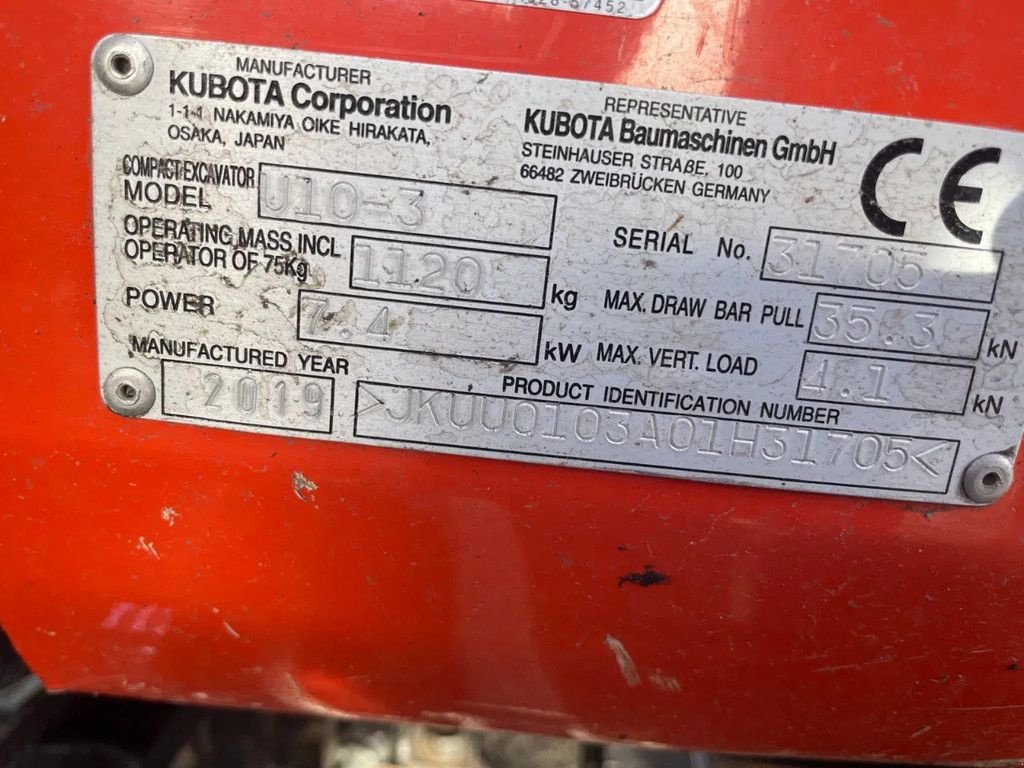 MANUFACTURER
KUBOTA Corporation
1-1-1 NAKAMIYA OIKE HIRAKATA,
OSAKA, JAPAN
REPRESENTATIVE
KUBOTA Baumaschinen GmbH
STEINHAUSER STRAßE, 100
66482 ZWEIBRÜCKEN GERMANY
CE
COMPACT EXCAVATOR
MODEL U10-3
SERIAL No. 31705
OPERATING MASS INCL
OPERATOR OF 75Kg 1120 kg
MAX. DRAW BAR PULL 35.3 kN
POWER 7.4 kW
MAX. VERT. LOAD 4.1 kN
MANUFACTURED YEAR
2019
PRODUCT IDENTIFICATION NUMBER
>JKUU0103A01H31705<